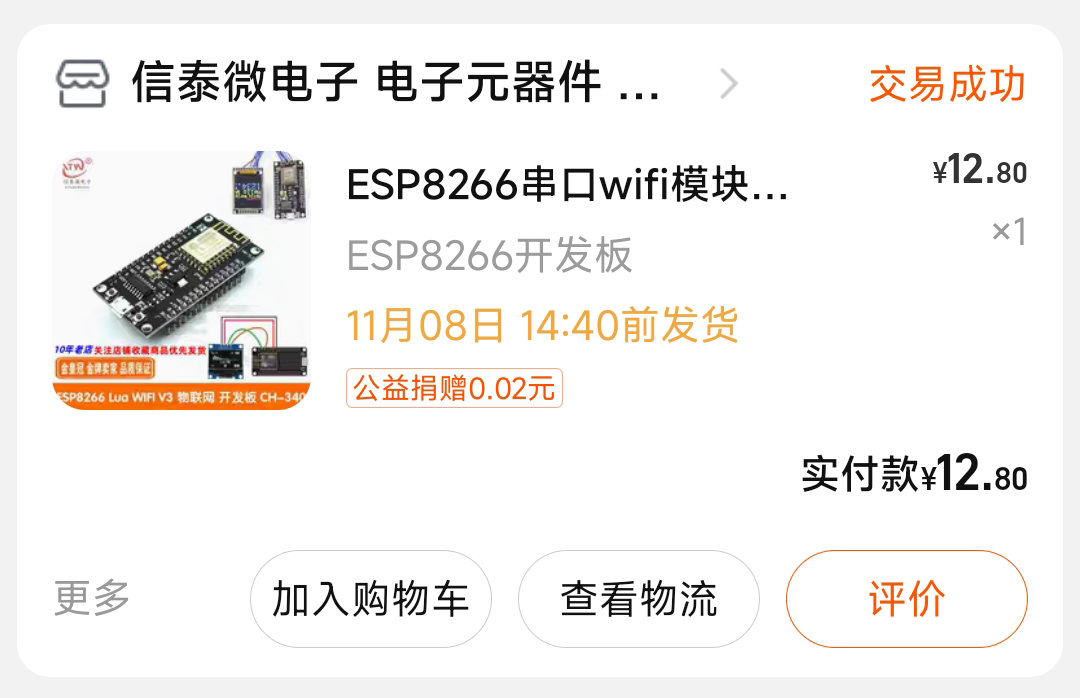 信泰微电子 电子元器件 ...
交易成功
ESP8266串口wifi模块...
¥12.80
ESP8266开发板
×1
11月08日 14:40前发货
公益捐赠0.02元
10年老店关注店铺收藏商品优先发货
金皇冠 金牌卖家 品质保证
ESP8266 Lua WIFI V3 物联网 开发板 CH-340
实付款¥12.80
更多
加入购物车
查看物流
评价